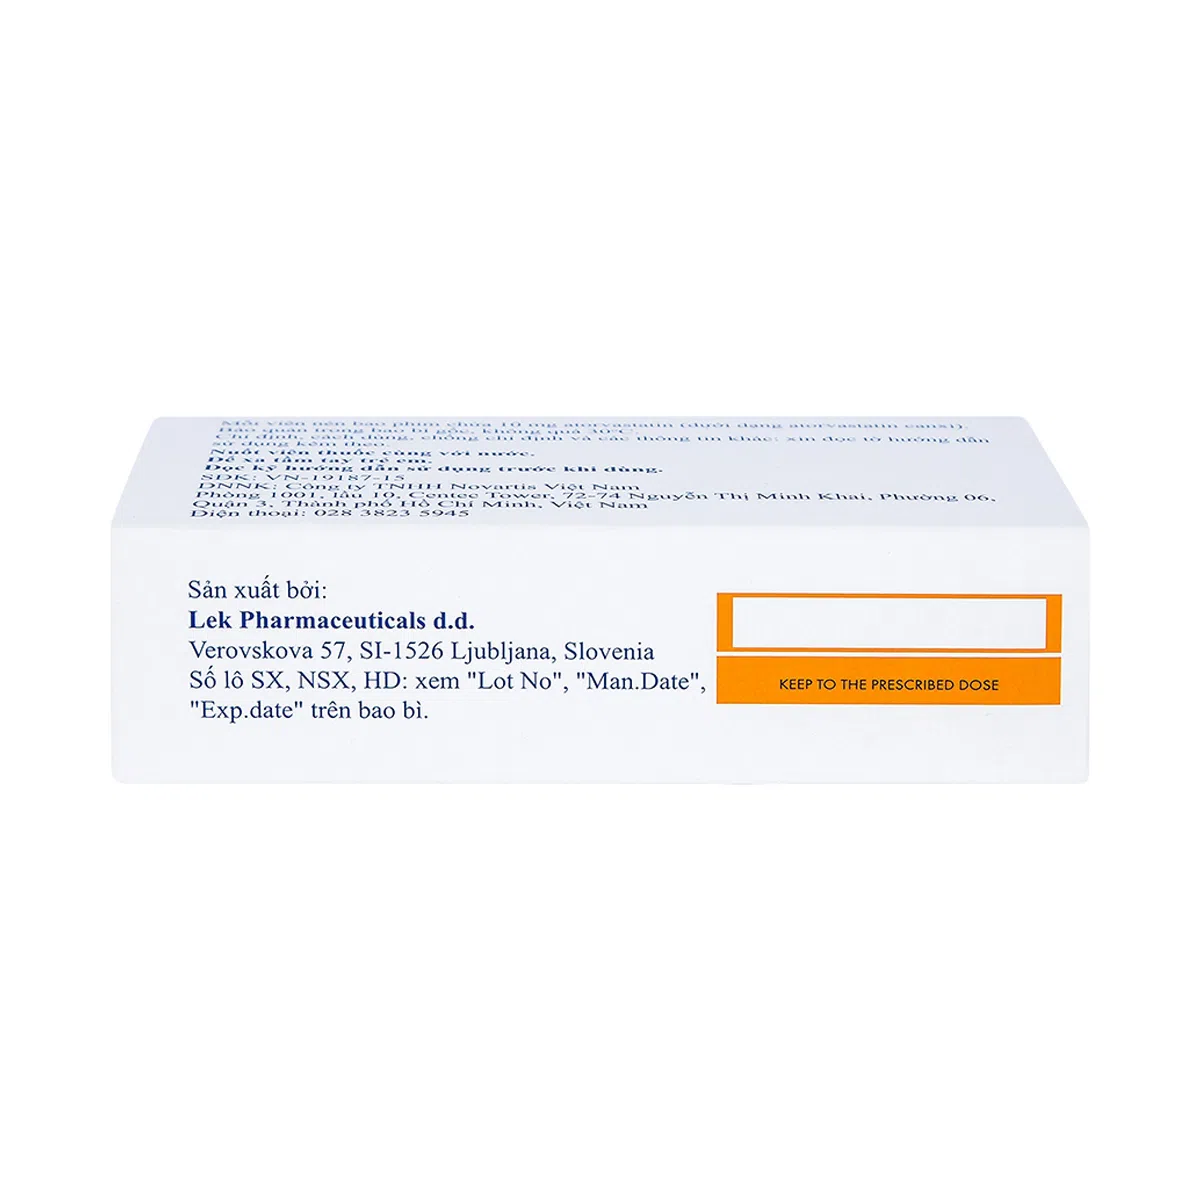 Mỗi viên nén bao phim chứa 10 mg atorvastatin (dưới dạng atorvastatin canxi).
Bảo quản trong bao bì gốc, không quá 30°C.
Chỉ định, cách dùng, chống chỉ định và các thông tin khác: xin đọc tờ hướng dẫn
sử dụng kèm theo.
Nuốt viên thuốc cùng với nước.
Để xa tầm tay trẻ em.
Đọc kỹ hướng dẫn sử dụng trước khi dùng.
SĐK: VN-19187-15
DNNK: Công ty TNHH Novartis Việt Nam
Phòng 1001, lầu 10, Centec Tower, 72-74 Nguyễn Thị Minh Khai, Phường 06,
Quận 3, Thành phố Hồ Chí Minh, Việt Nam
Điện thoại: 028 3823 5945
Sản xuất bởi:
Lek Pharmaceuticals d.d.
Verovskova 57, SI-1526 Ljubljana, Slovenia
Số lô SX, NSX, HD: xem "Lot No", "Man.Date",
"Exp.date" trên bao bì.
KEEP TO THE PRESCRIBED DOSE